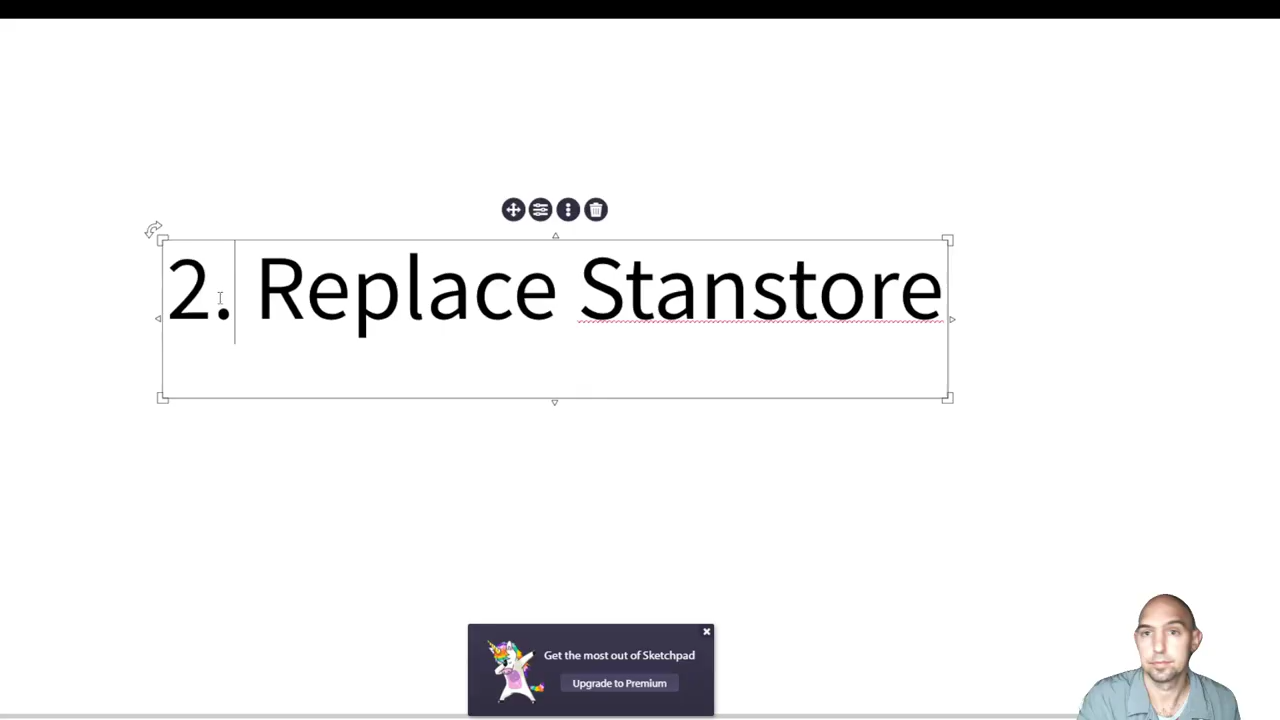 2. Replace Stanstore
Get the most out of Sketchpad
Upgrade to Premium